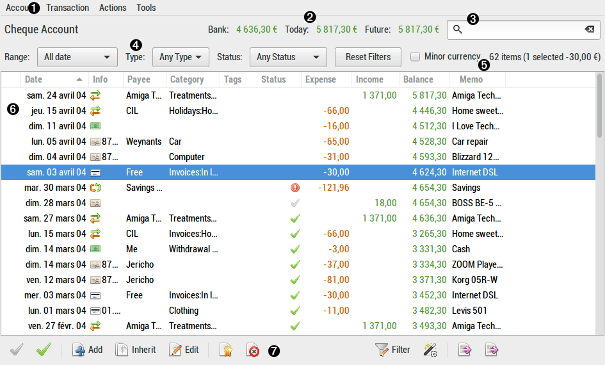 Accou 1 Transaction Actions Tools
Cheque Account Bank: 4 636,30 € 2 Today: 5 817,30 € Future: 5 817,30 € 3
Range: All date 4 Type: Any Type Status: Any Status Reset Filters Minor currency 62 items (1 selected -30,00 €)
5
Date Info Payee Category Tags Status Expense Income Balance Memo
sam. 24 avril 04 Amiga T... Treatments:... 1 371,00 5 817,30 Amiga Tech...
6 jeu. 15 avril 04 CIL Holidays:Ho... -66,00 4 446,30 Home sweet...
dim. 11 avril 04 -16,00 4 512,30 I Love Tech...
lun. 05 avril 04 87... Weynants Car -65,00 4 528,30 Car repair
dim. 04 avril 04 87... Computer -31,00 4 593,30 Blizzard 12...
sam. 03 avril 04 Free Invoices:In I... -30,00 4 624,30 Internet DSL
mar. 30 mars 04 Savings ... -121,96 4 654,30 Savings
dim. 28 mars 04 18,00 4 654,30 BOSS BE-5 ...
sam. 27 mars 04 Amiga T... Treatments... 1 371,00 4 636,30 Amiga Tech...
lun. 15 mars 04 CIL Invoices:Ho... -66,00 3 265,30 Home sweet...
dim. 14 mars 04 Me Withdrawal ... -3,00 3 331,30 Cash
dim. 14 mars 04 87... Jericho -37,00 3 334,30 ZOOM Playe...
ven. 12 mars 04 87... Jericho -81,00 3 371,30 Korg 05R-W
mer. 03 mars 04 Free Invoices:In I... -30,00 3 452,30 Internet DSL
lun. 01 mars 04 01... Clothing -11,00 3 482,30 Levis 501
ven. 27 févr. 04 Amiga T... Treatments... 1 371,00 3 493,30 Amiga Tech...
Add Inherit Edit 7 Filter